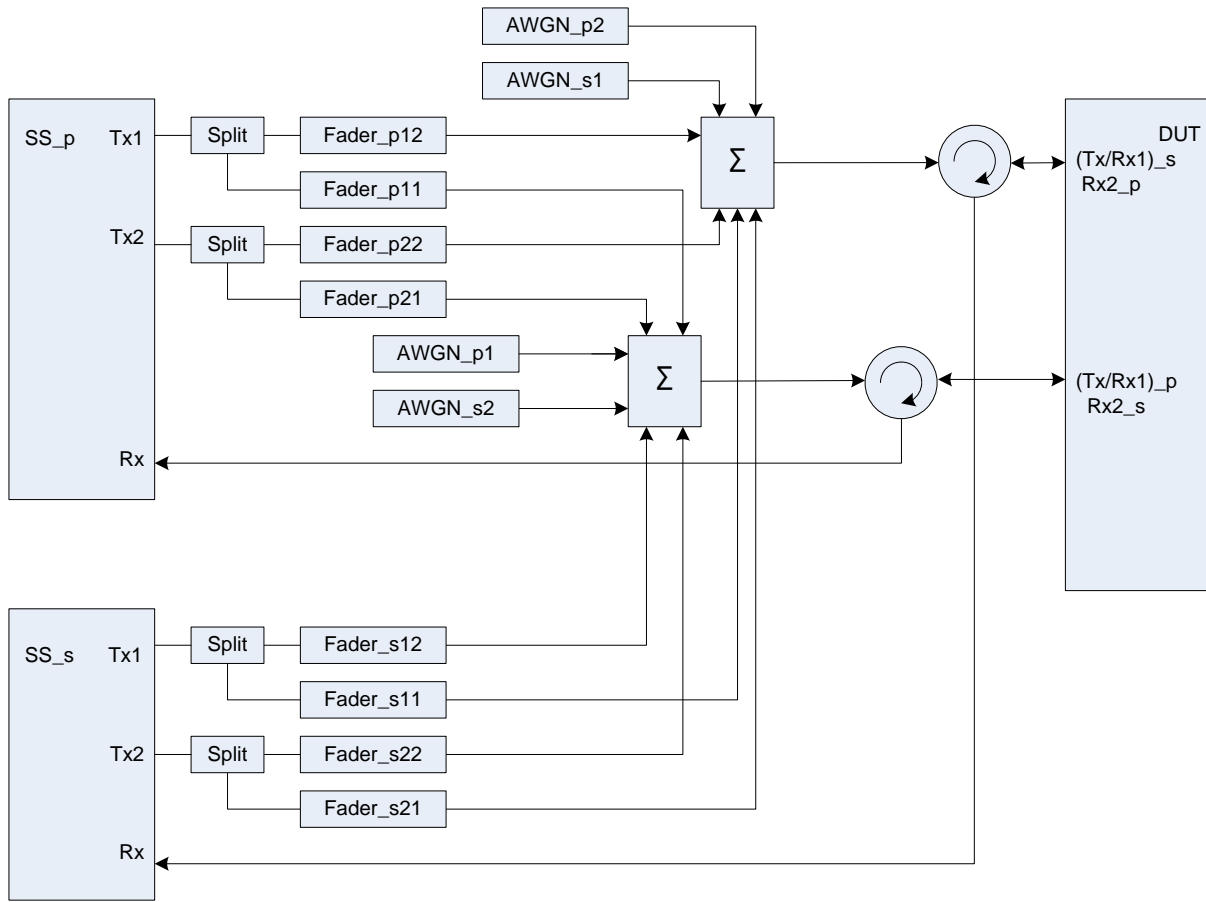 AWGN_p2
AWGN_s1
SS_p
Tx1
Split
Fader_p12
Fader_p11
Tx2
Split
Fader_p22
Fader_p21
AWGN_p1
AWGN_s2
Rx
Σ
Σ
DUT
(Tx/Rx1)_s
Rx2_p
(Tx/Rx1)_p
Rx2_s
SS_s
Tx1
Split
Fader_s12
Fader_s11
Tx2
Split
Fader_s22
Fader_s21
Rx